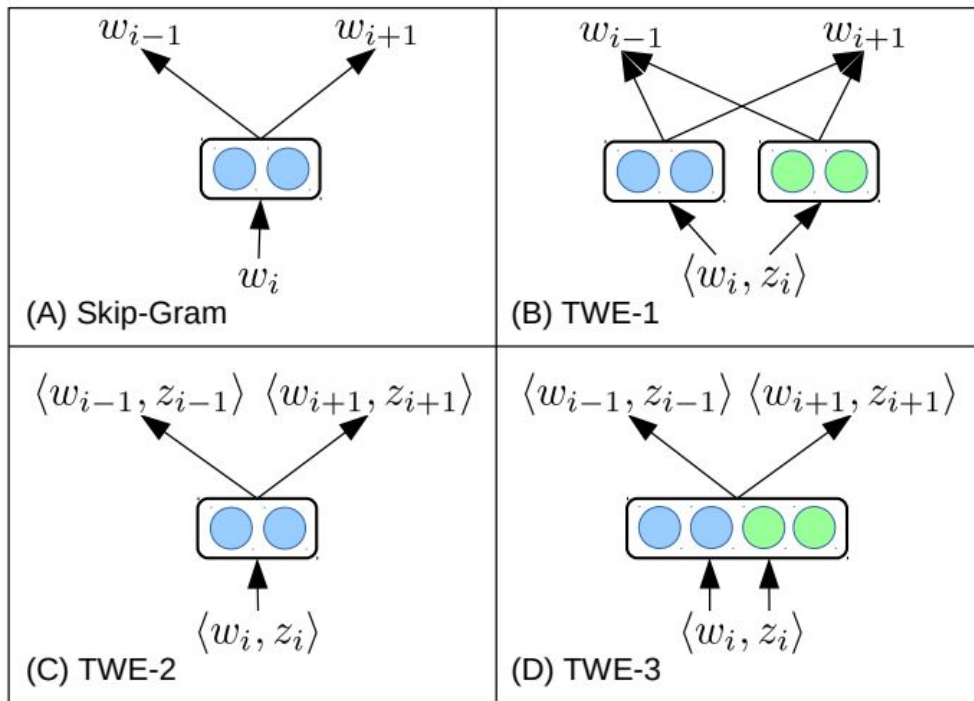 w_{i−1} w_{i+1}
w_i
(A) Skip-Gram
w_{i−1} w_{i+1}
⟨w_i, z_i⟩
(B) TWE-1
⟨w_{i−1}, z_{i−1}⟩ ⟨w_{i+1}, z_{i+1}⟩
⟨w_i, z_i⟩
(C) TWE-2
⟨w_{i−1}, z_{i−1}⟩ ⟨w_{i+1}, z_{i+1}⟩
⟨w_i, z_i⟩
(D) TWE-3